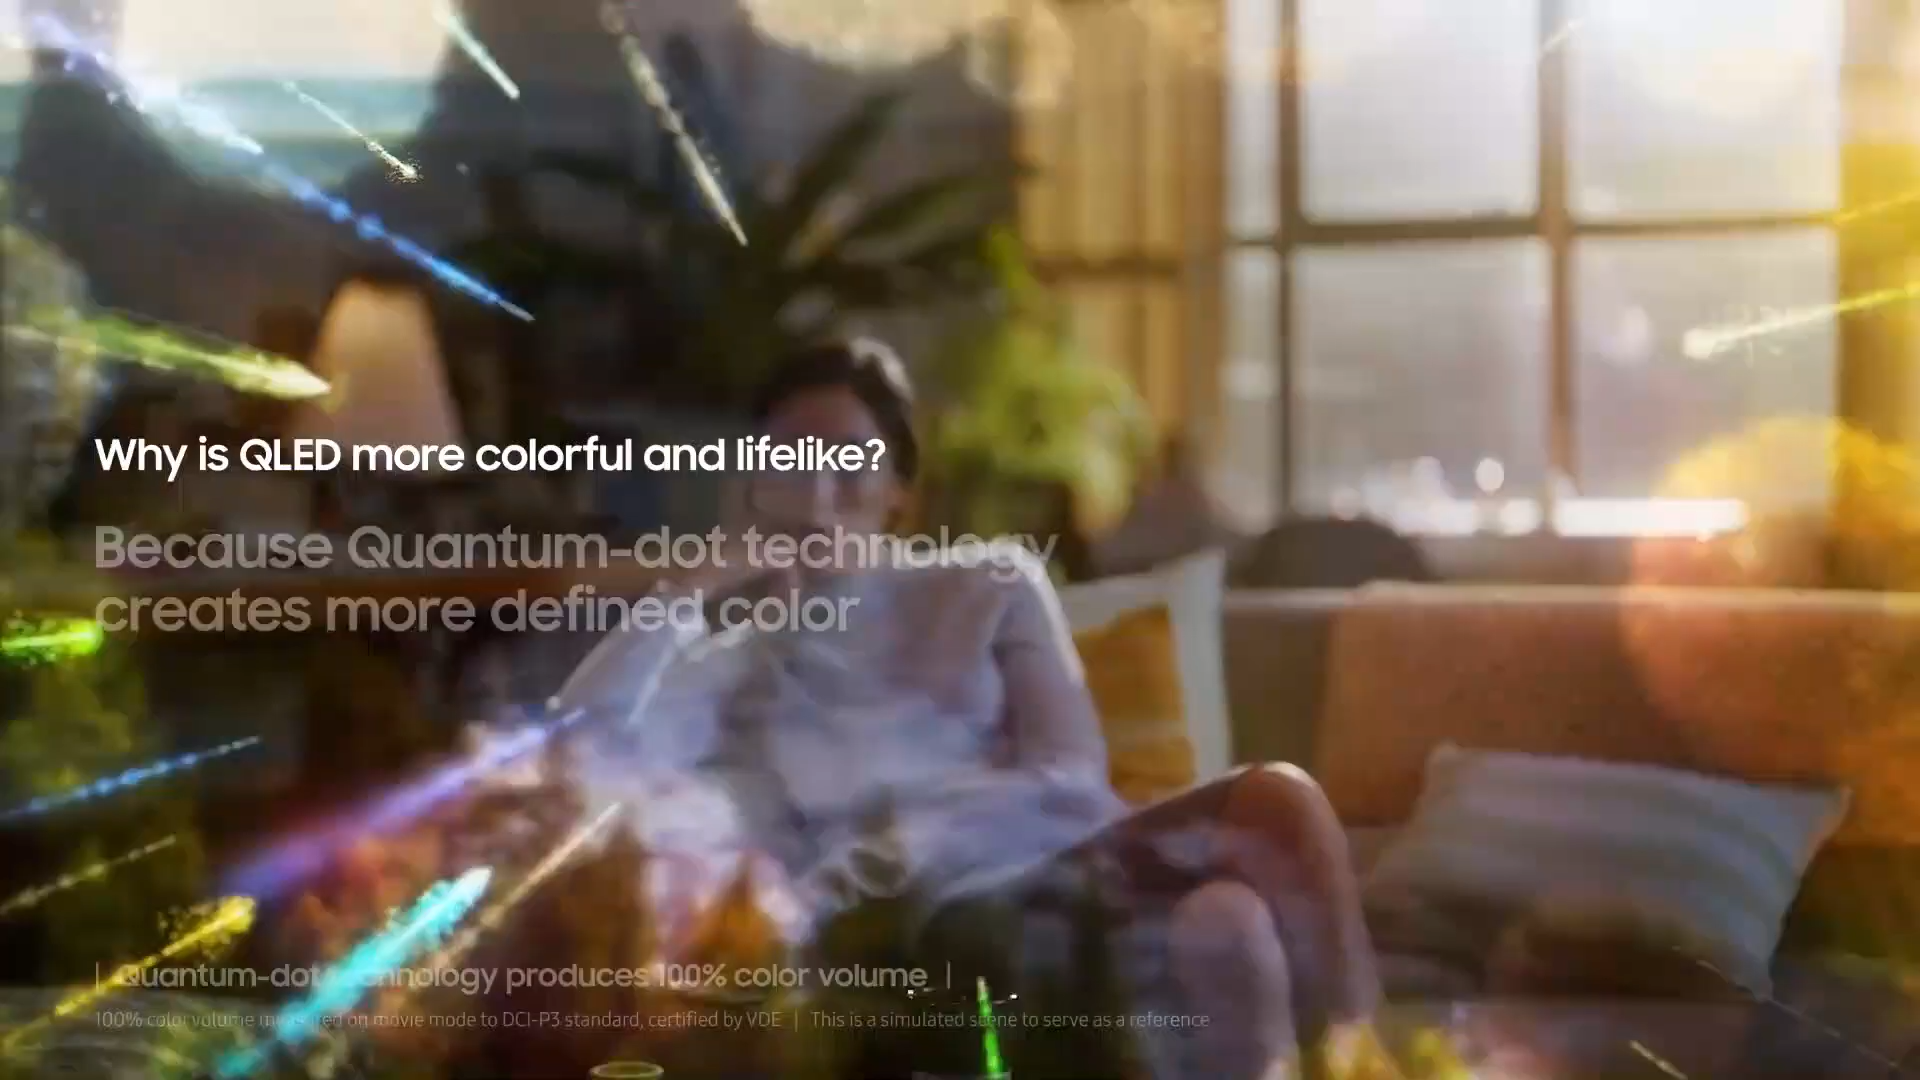 Why is QLED more colorful and lifelike?
Because Quantum-dot technology
creates more defined color
| Quantum-dot technology produces 100% color volume |
100% color volume measured on movie mode to DCI-P3 standard, certified by VDE | This is a simulated scene to serve as a reference